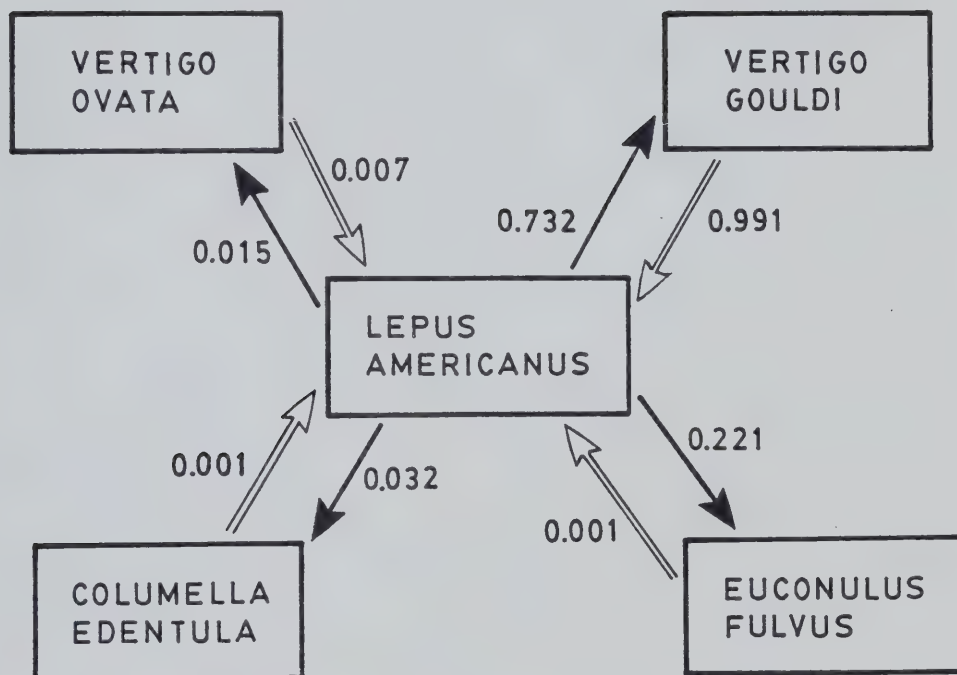 VERTIGO
OVATA
VERTIGO
GOULDI
0.007
0.015
0.732
0.991
LEPUS
AMERICANUS
0.001
0.032
0.221
0.001
COLUMELLA
EDENTULA
EUCONULUS
FULVUS